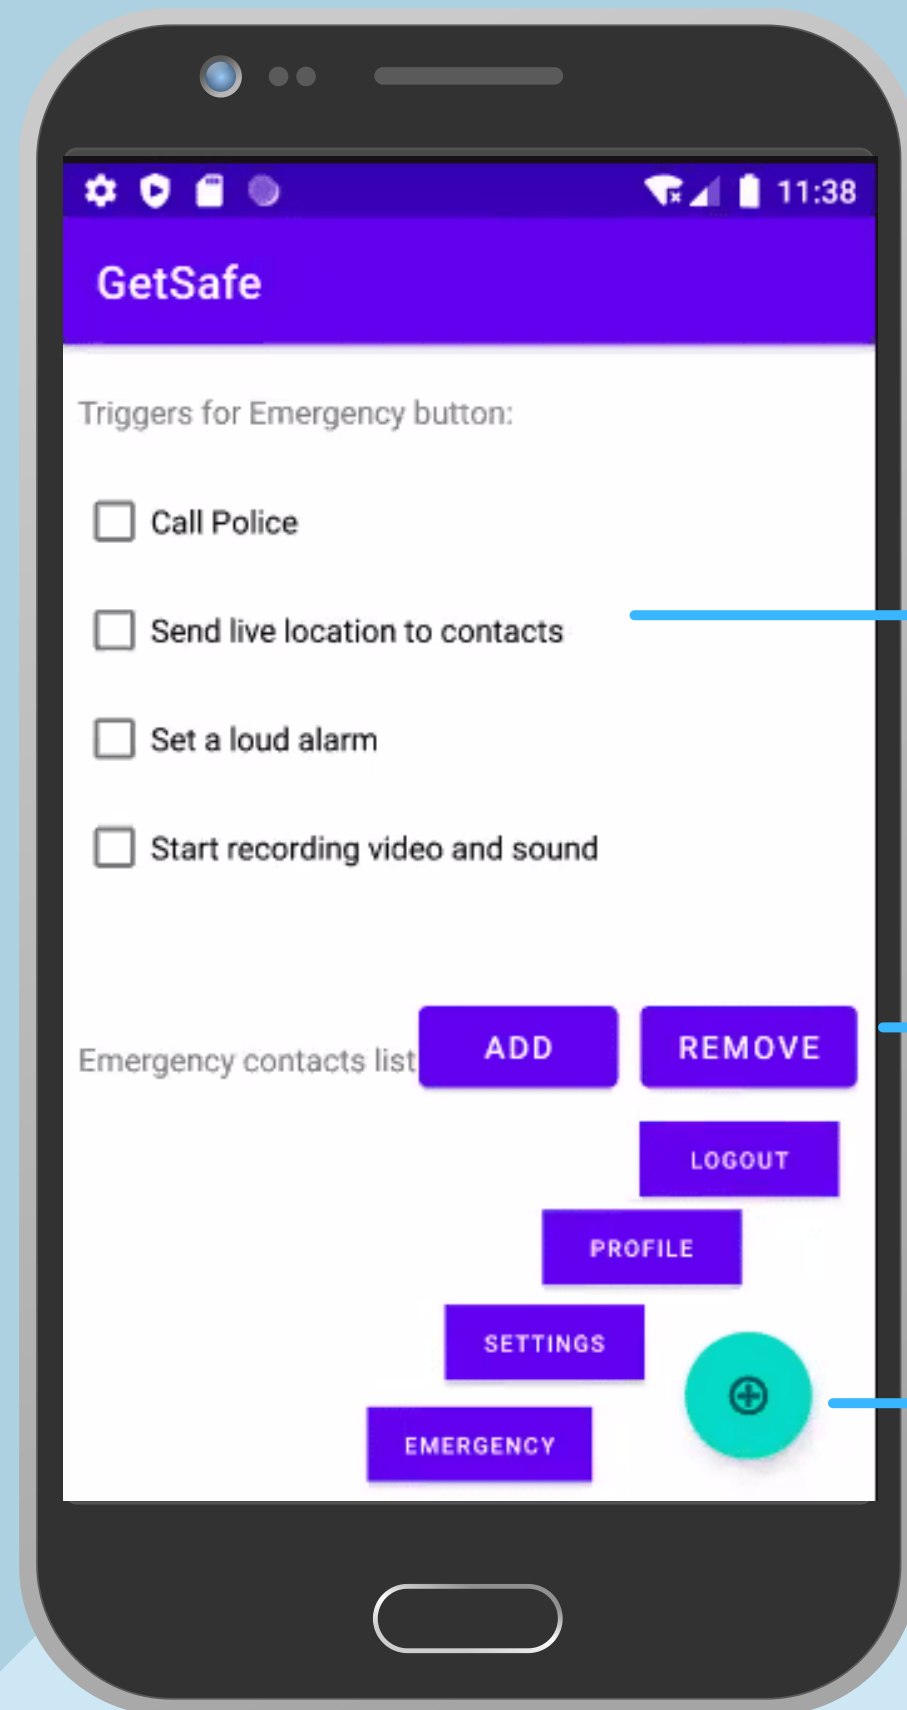 11:38
GetSafe
Triggers for Emergency button:
Call Police
Send live location to contacts
Set a loud alarm
Start recording video and sound
Emergency contacts list ADD REMOVE
LOGOUT
PROFILE
SETTINGS
EMERGENCY